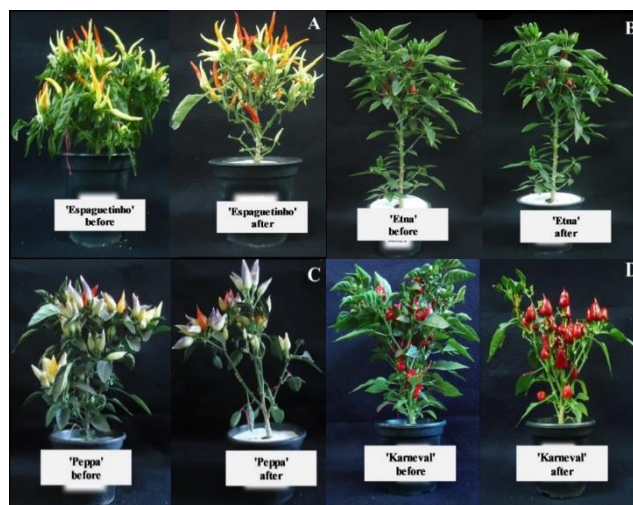 A
'Espaguetinho'
before
'Espaguetinho'
after
B
'Etna'
before
'Etna'
after
C
'Peppa'
before
'Peppa'
after
D
'Karneval'
before
'Karneval'
after